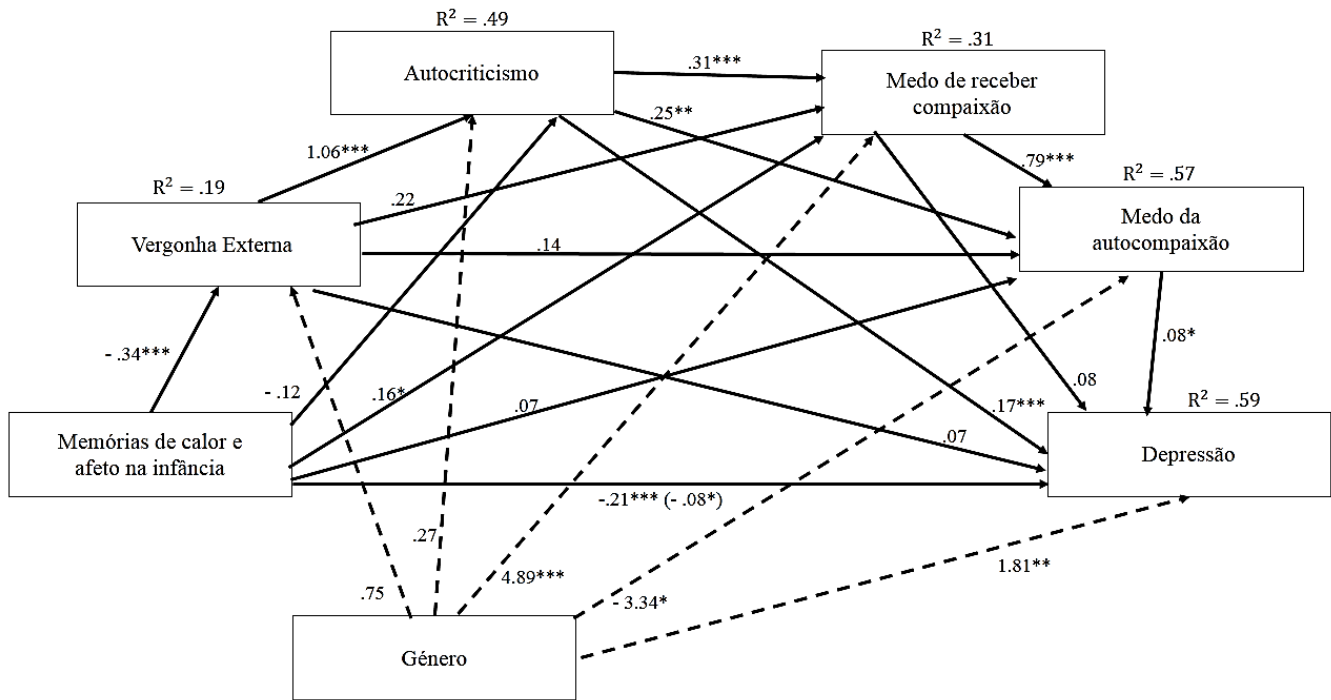 R² = .49
Autocriticismo
R² = .31
Medo de receber
compaixão
.31***
.25**
1.06***
.79***
R² = .19
Vergonha Externa
.22
.14
R² = .57
Medo da
autocompaixão
- .34***
- .12
.16*
.07
.17***
.07
.08
.08*
R² = .59
Memórias de calor e
afeto na infância
Depressão
-.21*** (- .08*)
.27
.75
4.89***
- 3.34*
1.81**
Género